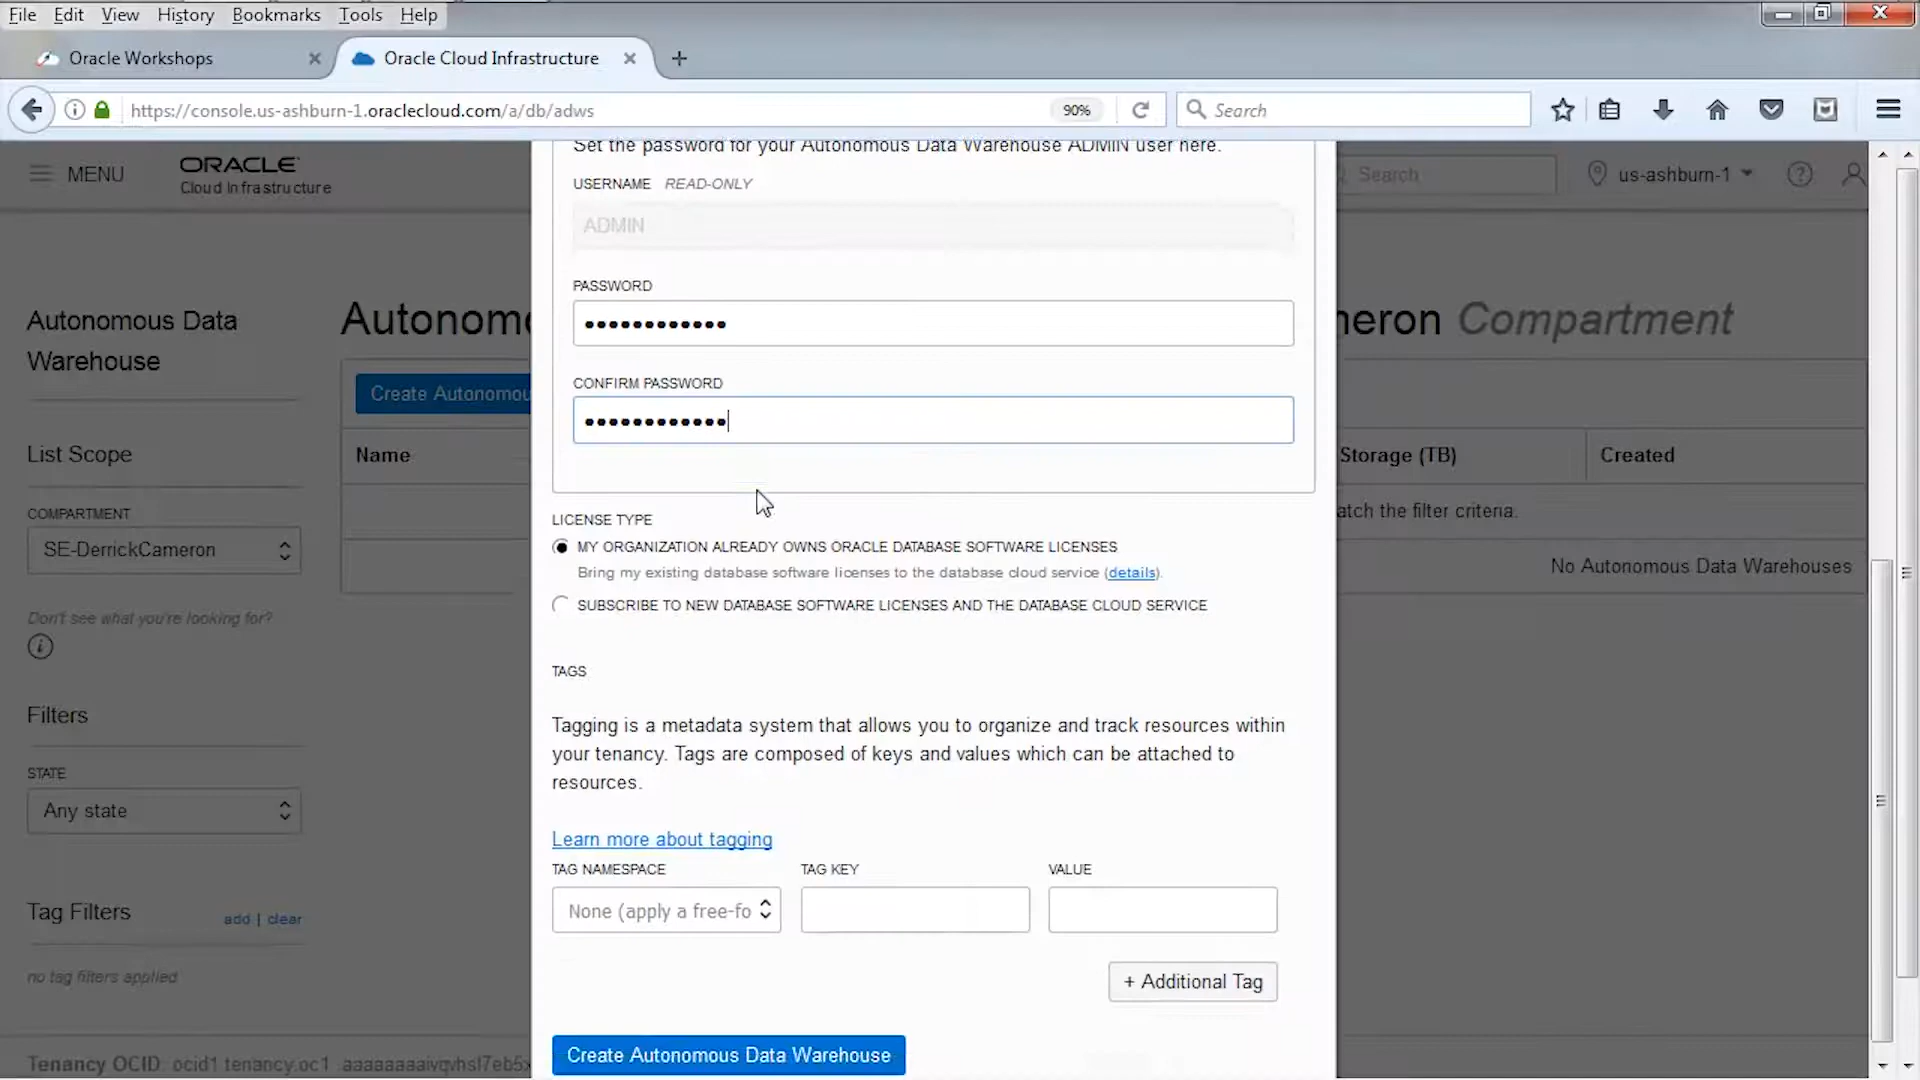 File Edit View History Bookmarks Tools Help
Oracle Workshops
Oracle Cloud Infrastructure
https://console.us-ashburn-1.oraclecloud.com/a/db/adws
90%
Search
MENU
ORACLE
Cloud Infrastructure
Search
us-ashburn-1
Autonomous Data
Warehouse
List Scope
COMPARTMENT
SE-DerrickCameron
Don't see what you're looking for?
Filters
STATE
Any state
Tag Filters
add | clear
no tag filters applied
Tenancy OCID: ocid1.tenancy.oc1..
Create Autonomou
Name
Set the password for your Autonomous Data Warehouse ADMIN user here.
USERNAME READ-ONLY
ADMIN
PASSWORD
••••••••••••
CONFIRM PASSWORD
••••••••••••
LICENSE TYPE
MY ORGANIZATION ALREADY OWNS ORACLE DATABASE SOFTWARE LICENSES
Bring my existing database software licenses to the database cloud service (details).
SUBSCRIBE TO NEW DATABASE SOFTWARE LICENSES AND THE DATABASE CLOUD SERVICE
TAGS
Tagging is a metadata system that allows you to organize and track resources within
your tenancy. Tags are composed of keys and values which can be attached to
resources.
Learn more about tagging
TAG NAMESPACE TAG KEY VALUE
None (apply a free-fo
+ Additional Tag
Create Autonomous Data Warehouse
eron Compartment
Storage (TB) Created
atch the filter criteria.
No Autonomous Data Warehouses